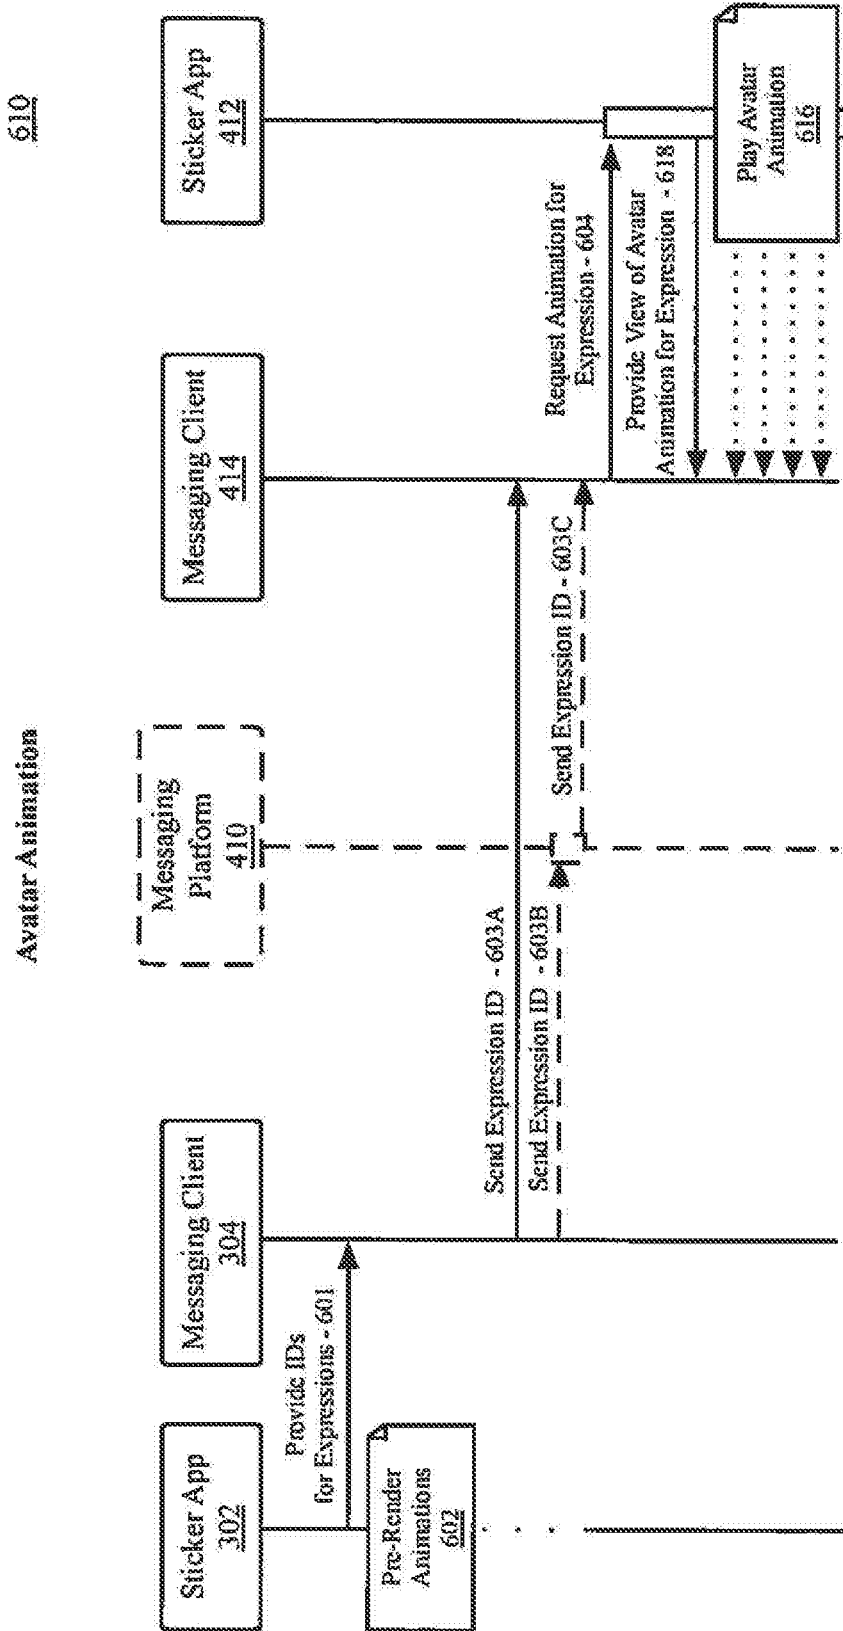 Avatar Animation
610
Sticker App
302
Messaging Client
304
Messaging
Platform
410
Messaging Client
414
Sticker App
412
Provide IDs
for Expressions - 601
Pre-Render
Animations
602
Send Expression ID - 603A
Send Expression ID - 603B
Send Expression ID - 603C
Request Animation for
Expression - 604
Provide View of Avatar
Animation for Expression - 618
Play Avatar
Animation
616